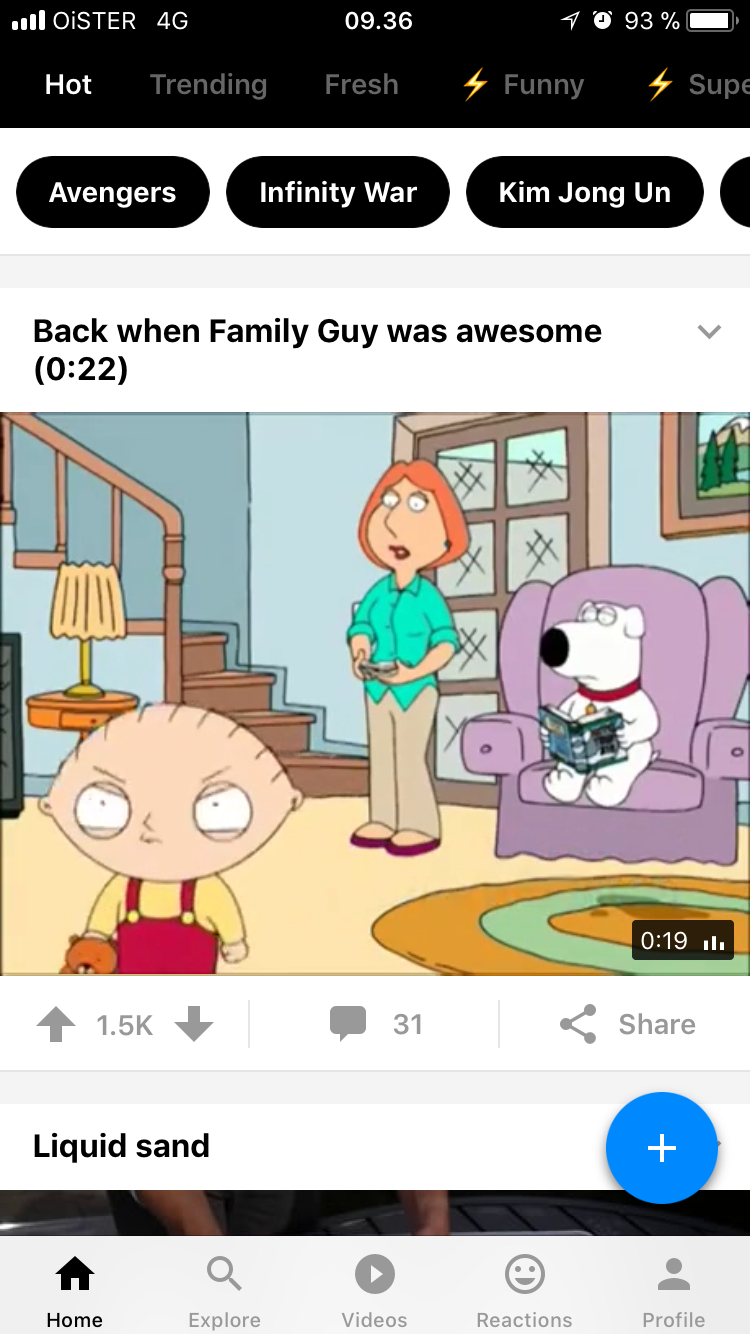 OiSTER 4G 09.36 93 %
Hot Trending Fresh Funny Supe
Avengers Infinity War Kim Jong Un
Back when Family Guy was awesome
(0:22)
0:19
1.5K 31 Share
Liquid sand
Home Explore Videos Reactions Profile